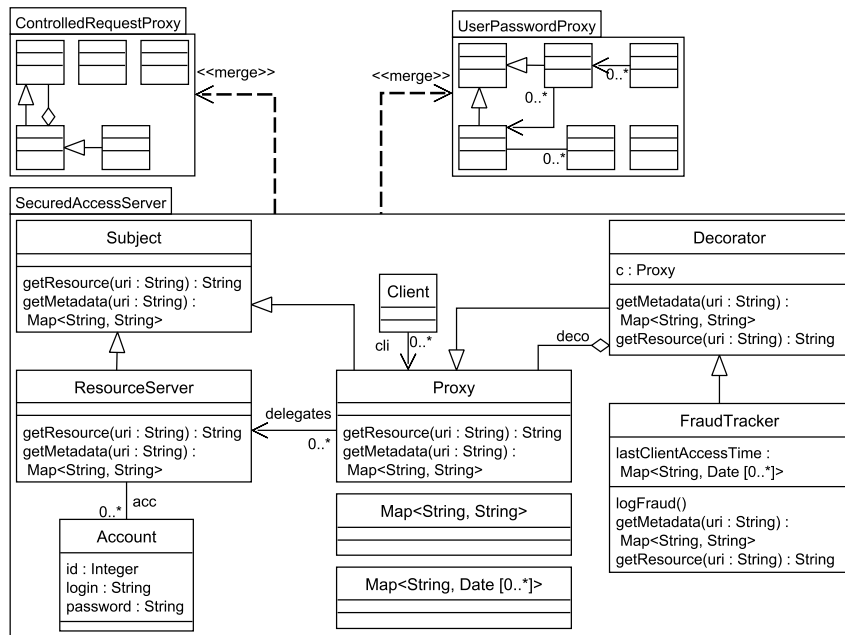 ControlledRequestProxy
<<merge>>
UserPasswordProxy
<<merge>>
0..*
0..*
0..*
SecuredAccessServer
Subject
getResource(uri : String) : String
getMetadata(uri : String) :
Map<String, String>
Client
cli
0..*
Decorator
c : Proxy
getMetadata(uri : String) :
Map<String, String>
getResource(uri : String) : String
deco
ResourceServer
getResource(uri : String) : String
getMetadata(uri : String) :
Map<String, String>
delegates
0..*
Proxy
getResource(uri : String) : String
getMetadata(uri : String) :
Map<String, String>
FraudTracker
lastClientAccessTime :
Map<String, Date [0..*]>
logFraud()
getMetadata(uri : String) :
Map<String, String>
getResource(uri : String) : String
acc
0..*
Account
id : Integer
login : String
password : String
Map<String, String>
Map<String, Date [0..*]>